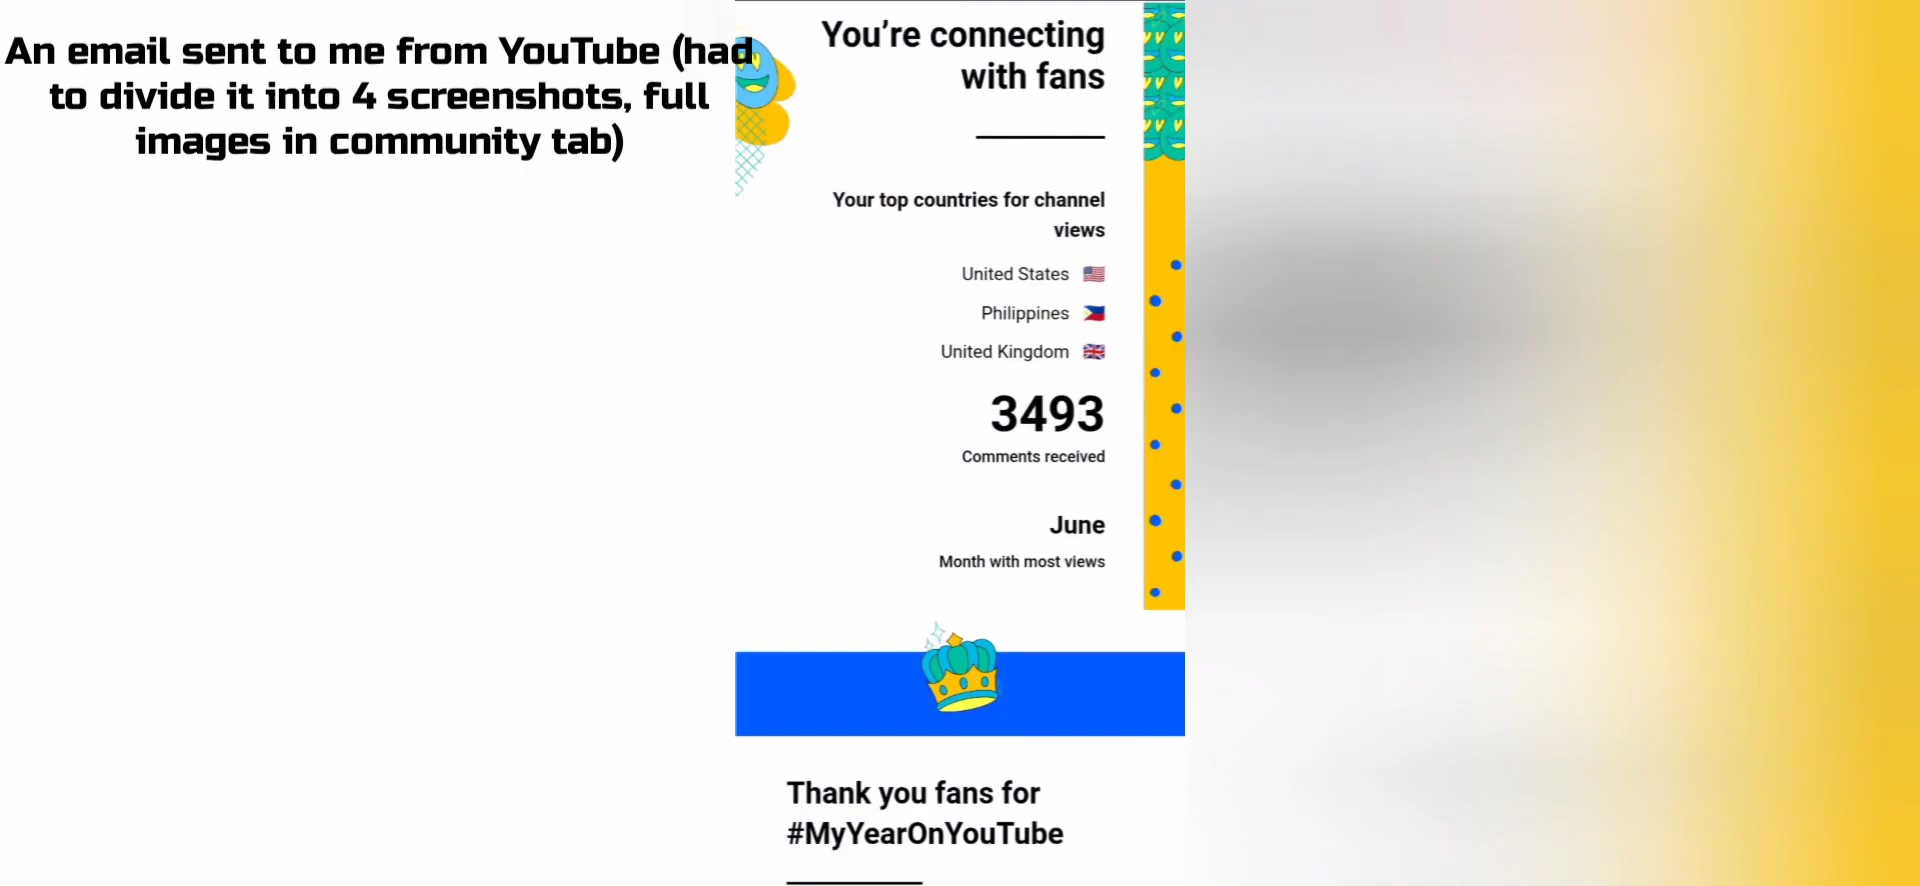 An email sent to me from YouTube (had
to divide it into 4 screenshots, full
images in community tab)
You’re connecting
with fans
Your top countries for channel
views
United States
Philippines
United Kingdom
3493
Comments received
June
Month with most views
Thank you fans for
#MyYearOnYouTube